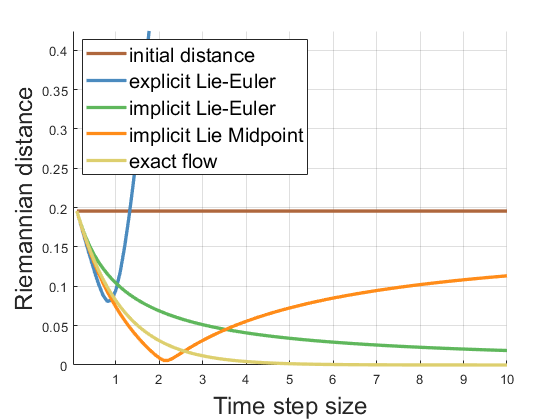 0.4
0.35
0.3
0.25
0.2
0.15
0.1
0.05
0
Riemannian distance
initial distance
explicit Lie-Euler
implicit Lie-Euler
implicit Lie Midpoint
exact flow
1 2 3 4 5 6 7 8 9 10
Time step size